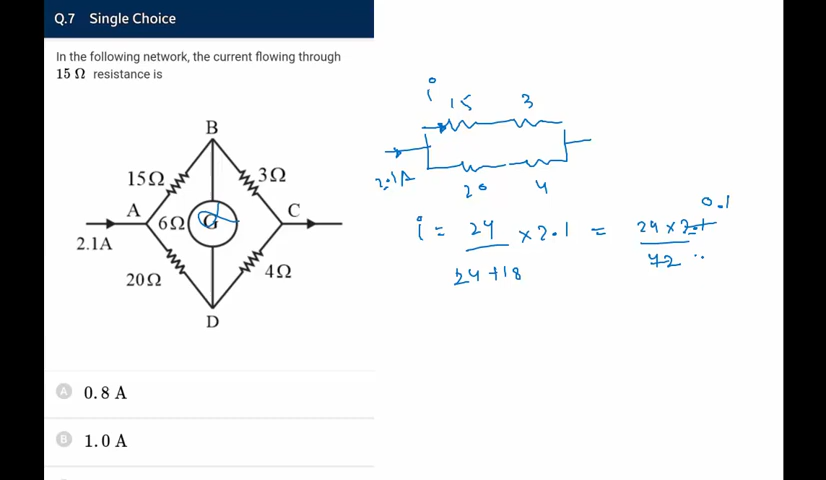 Q.7 Single Choice
In the following network, the current flowing through
15 Ω resistance is
B
15Ω
3Ω
A
6Ω
G
C
2.1A
20Ω
4Ω
D
A 0.8 A
B 1.0 A
i
15 3
2.1A
20 4
i = 24 / 24+18 × 2.1 = 24 × 2.1 / 42
0.1